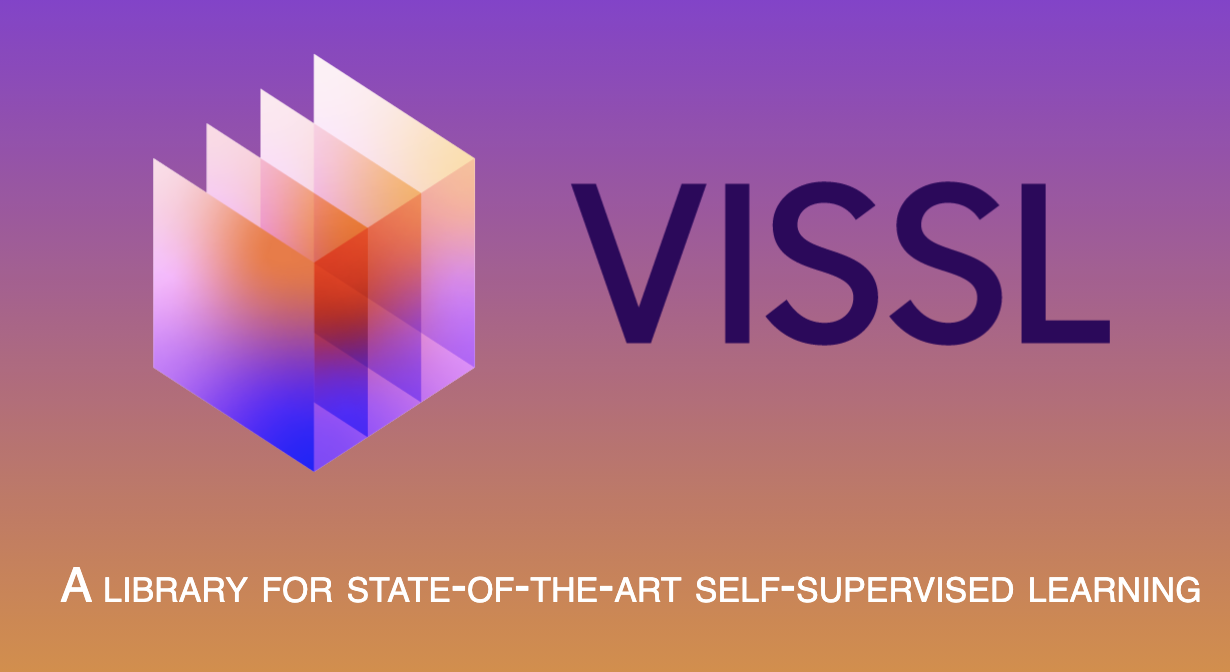 VISSL
A LIBRARY FOR STATE-OF-THE-ART SELF-SUPERVISED LEARNING